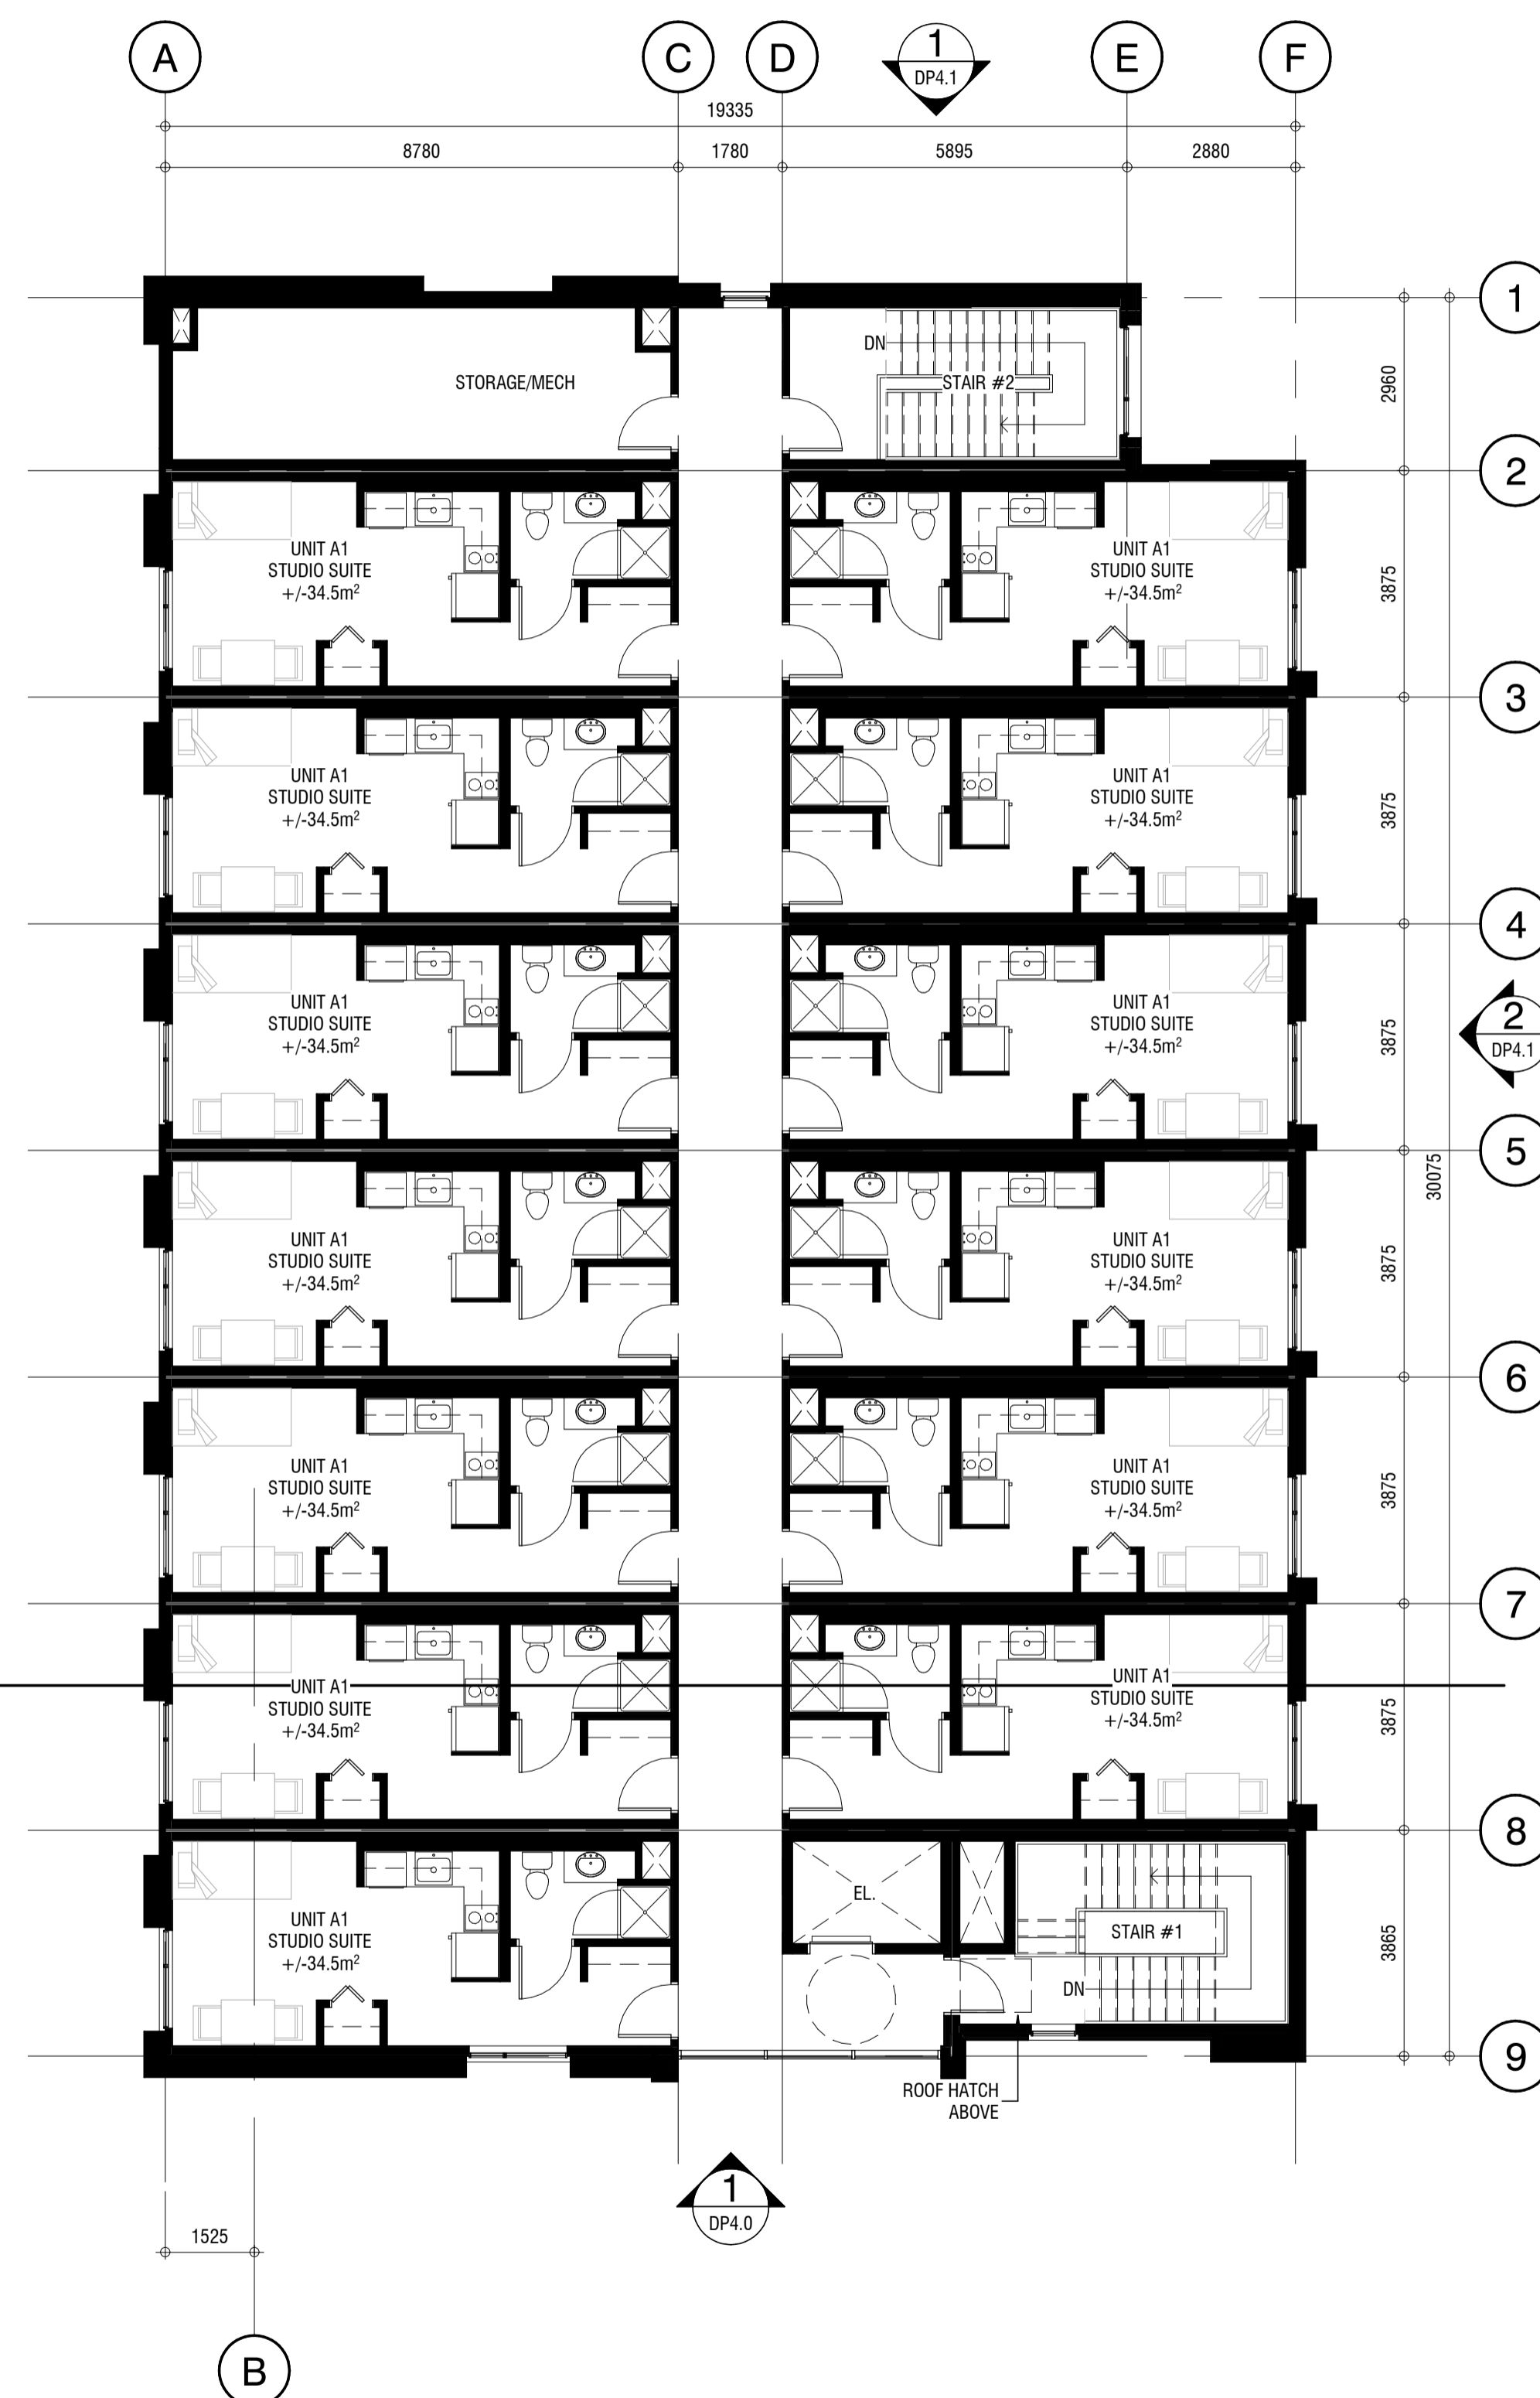 A
C
D
1
DP4.1
E
F
19335
8780
1780
5895
2880
1
DN
STORAGE/MECH
STAIR #2
2960
2
UNIT A1
STUDIO SUITE
+/-34.5m²
UNIT A1
STUDIO SUITE
+/-34.5m²
3875
3
UNIT A1
STUDIO SUITE
+/-34.5m²
UNIT A1
STUDIO SUITE
+/-34.5m²
3875
4
UNIT A1
STUDIO SUITE
+/-34.5m²
UNIT A1
STUDIO SUITE
+/-34.5m²
3875
2
DP4.1
5
30075
UNIT A1
STUDIO SUITE
+/-34.5m²
UNIT A1
STUDIO SUITE
+/-34.5m²
3875
6
UNIT A1
STUDIO SUITE
+/-34.5m²
UNIT A1
STUDIO SUITE
+/-34.5m²
3875
7
UNIT A1
STUDIO SUITE
+/-34.5m²
UNIT A1
STUDIO SUITE
+/-34.5m²
3875
8
UNIT A1
STUDIO SUITE
+/-34.5m²
EL.
STAIR #1
DN
3865
9
ROOF HATCH
ABOVE
1
DP4.0
1525
B